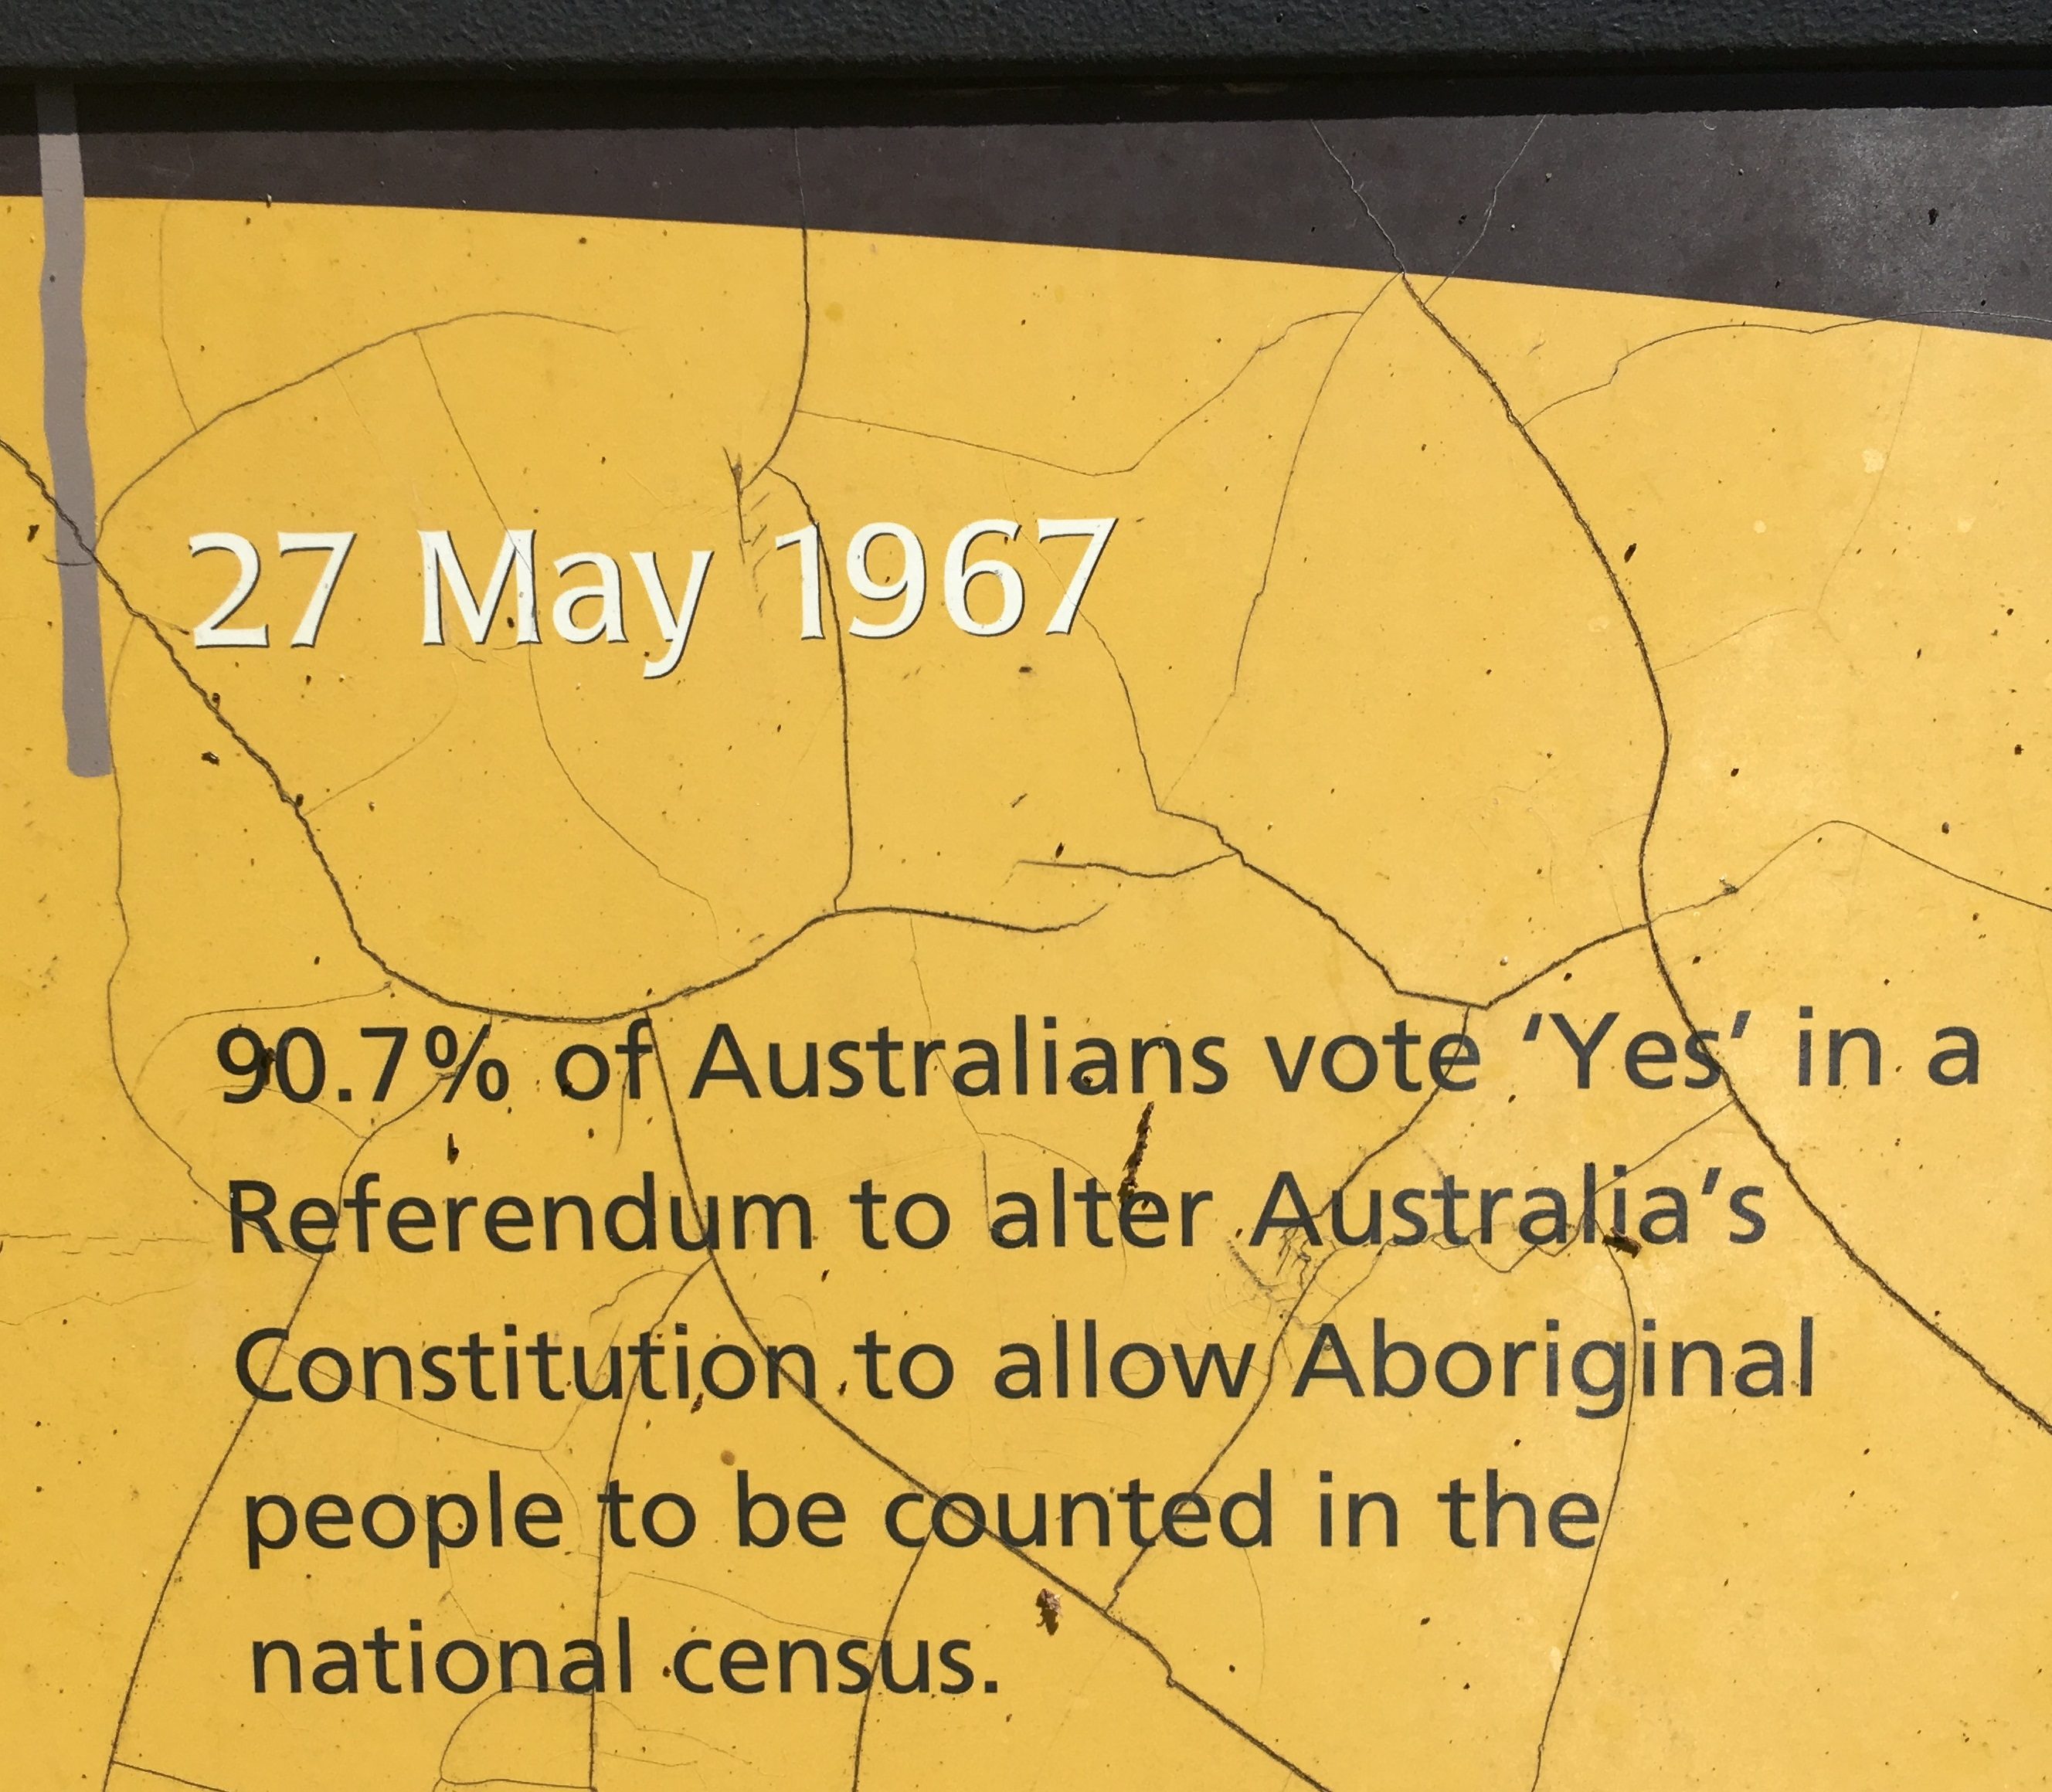 27 May 1967
90.7% of Australians vote ‘Yes’ in a
Referendum to alter Australia’s
Constitution to allow Aboriginal
people to be counted in the
national census.